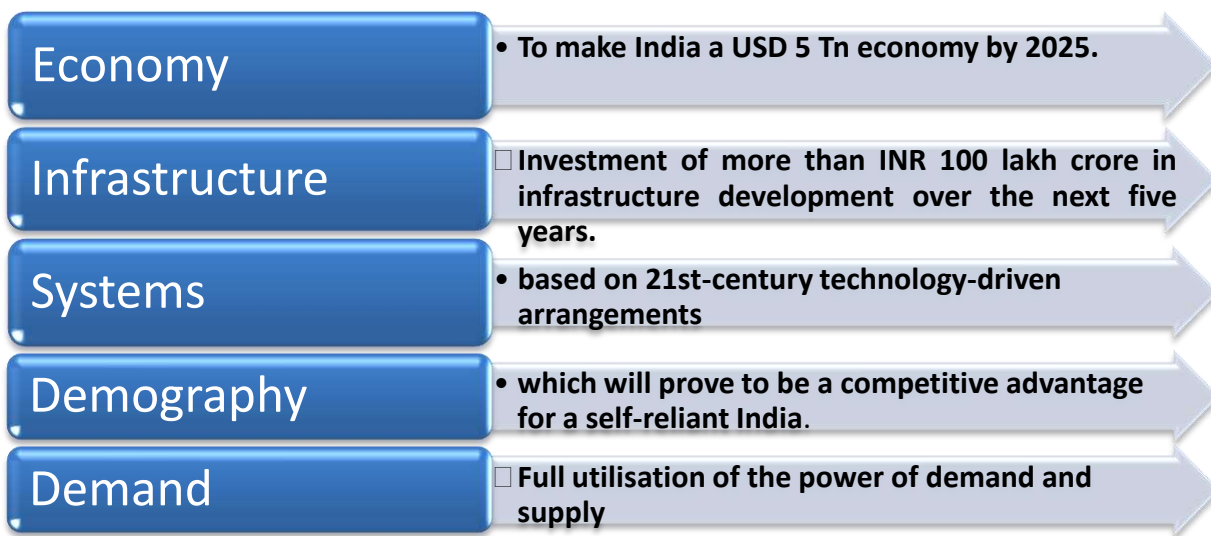 Economy
• To make India a USD 5 Tn economy by 2025.
Infrastructure
□ Investment of more than INR 100 lakh crore in
infrastructure development over the next five
years.
Systems
• based on 21st-century technology-driven
arrangements
Demography
• which will prove to be a competitive advantage
for a self-reliant India.
Demand
□ Full utilisation of the power of demand and
supply